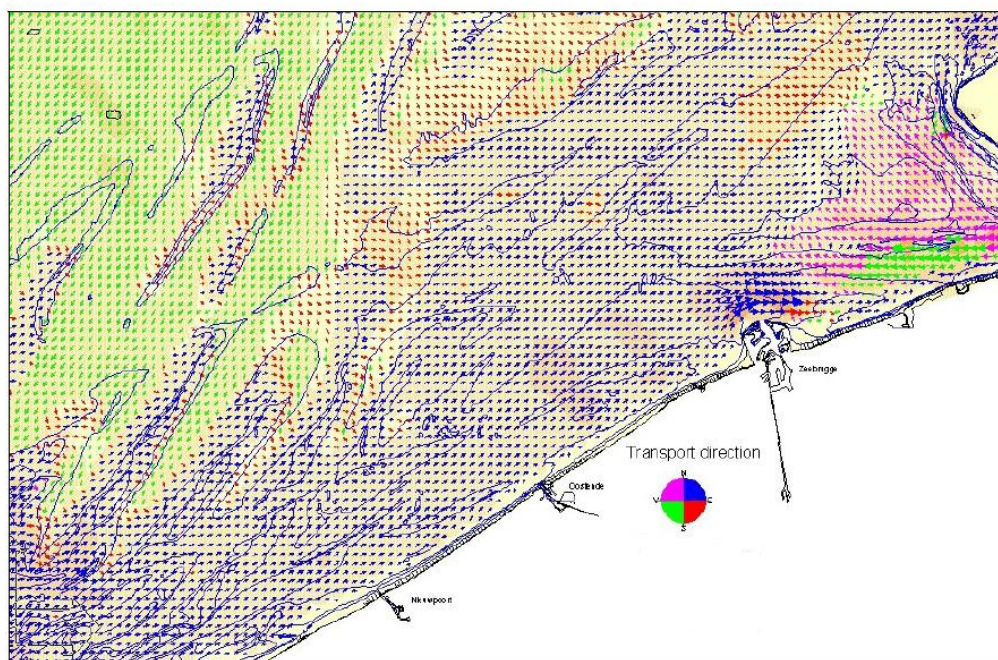 Zeebrugge
Transport direction
N
E
S
Oostende
Nieuwpoort